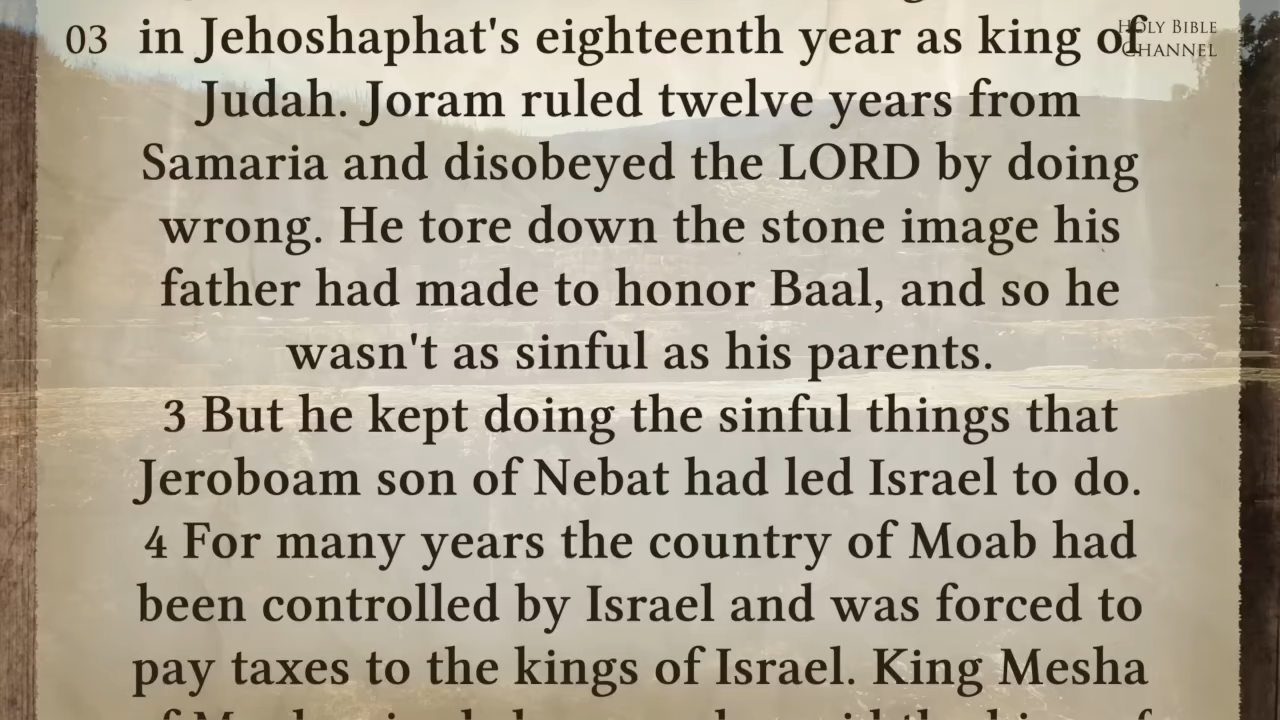 03
HOLY BIBLE
CHANNEL
in Jehoshaphat's eighteenth year as king of
Judah. Joram ruled twelve years from
Samaria and disobeyed the LORD by doing
wrong. He tore down the stone image his
father had made to honor Baal, and so he
wasn't as sinful as his parents.
3 But he kept doing the sinful things that
Jeroboam son of Nebat had led Israel to do.
4 For many years the country of Moab had
been controlled by Israel and was forced to
pay taxes to the kings of Israel. King Mesha